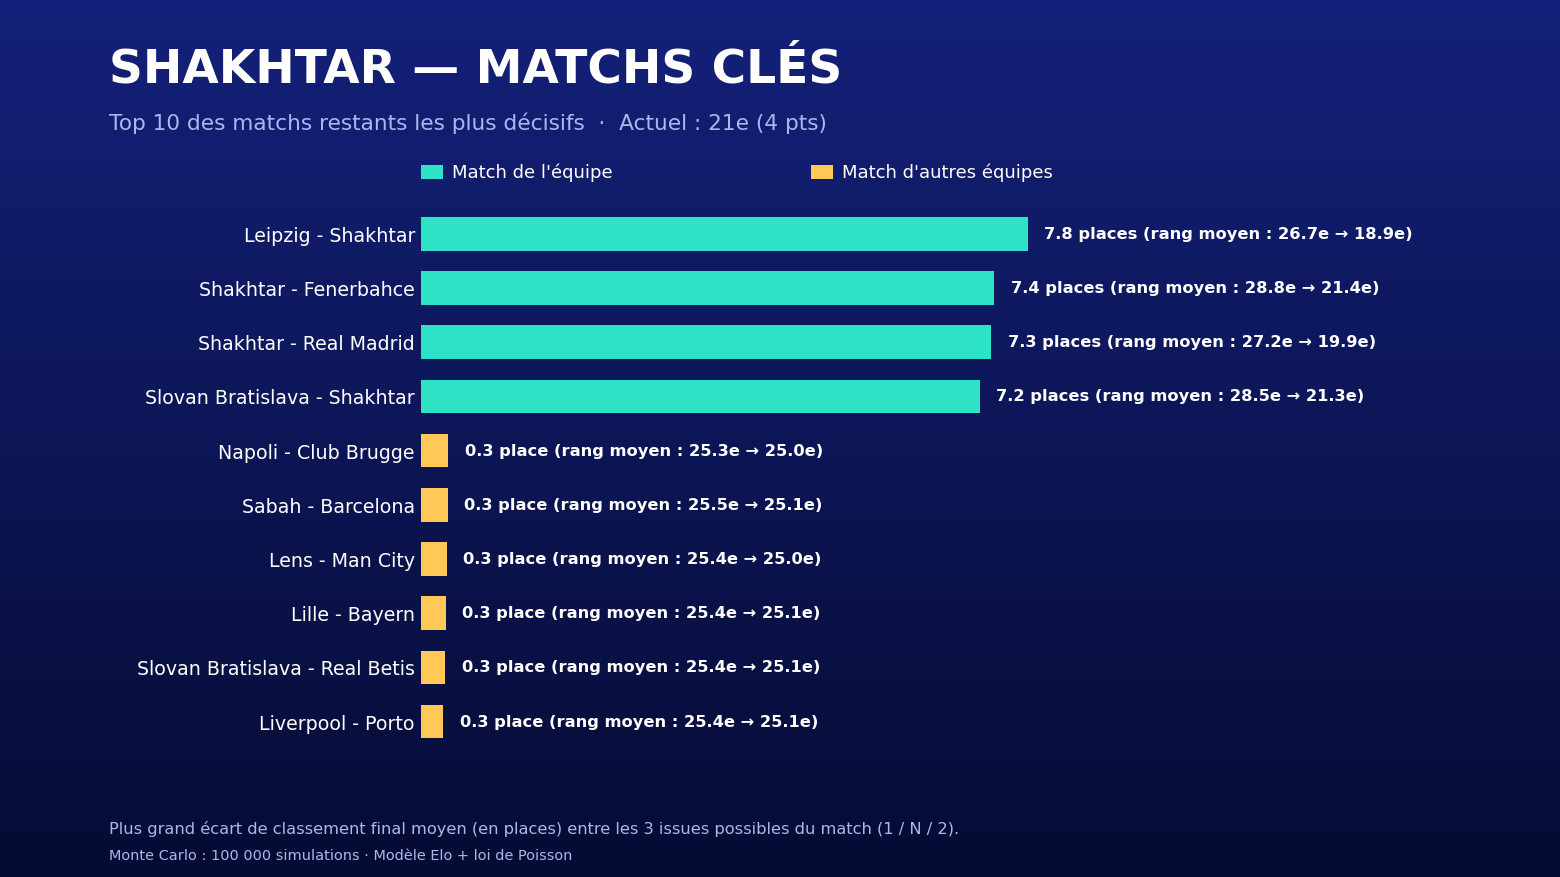 SHAKHTAR — MATCHS CLÉS
Top 10 des matchs restants les plus décisifs · Actuel : 21e (4 pts)
Match de l'équipe
Match d'autres équipes
Leipzig - Shakhtar 7.8 places (rang moyen : 26.7e → 18.9e)
Shakhtar - Fenerbahce 7.4 places (rang moyen : 28.8e → 21.4e)
Shakhtar - Real Madrid 7.3 places (rang moyen : 27.2e → 19.9e)
Slovan Bratislava - Shakhtar 7.2 places (rang moyen : 28.5e → 21.3e)
Napoli - Club Brugge 0.3 place (rang moyen : 25.3e → 25.0e)
Sabah - Barcelona 0.3 place (rang moyen : 25.5e → 25.1e)
Lens - Man City 0.3 place (rang moyen : 25.4e → 25.0e)
Lille - Bayern 0.3 place (rang moyen : 25.4e → 25.1e)
Slovan Bratislava - Real Betis 0.3 place (rang moyen : 25.4e → 25.1e)
Liverpool - Porto 0.3 place (rang moyen : 25.4e → 25.1e)
Plus grand écart de classement final moyen (en places) entre les 3 issues possibles du match (1 / N / 2).
Monte Carlo : 100 000 simulations · Modèle Elo + loi de Poisson